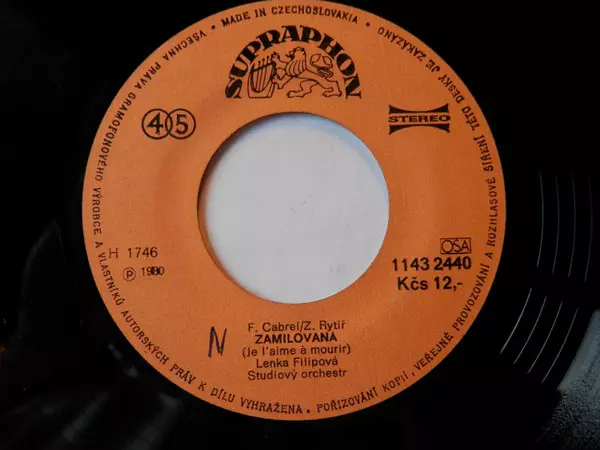 VŠECHNA PRÁVA GRAMOFONOVÉHO VÝROBCE A VLASTNÍKŮ AUTORSKÝCH PRÁV K DÍLU VYHRAŽENA • POŘIZOVÁNÍ KOPIÍ, VEŘEJNÉ PROVOZOVÁNÍ A ROZHLASOVÉ ŠÍŘENÍ TÉTO DESKY JE ZAKÁZÁNO • MADE IN CZECHOSLOVAKIA •
SUPRAPHON
45
STEREO
H 1746
℗ 1980
OSA
1143 2440
Kčs 12,-
N
F. Cabrel/Z. Rytíř
ZAMILOVANÁ
(Je l'aime à mourir)
Lenka Filipová
Studiový orchestr